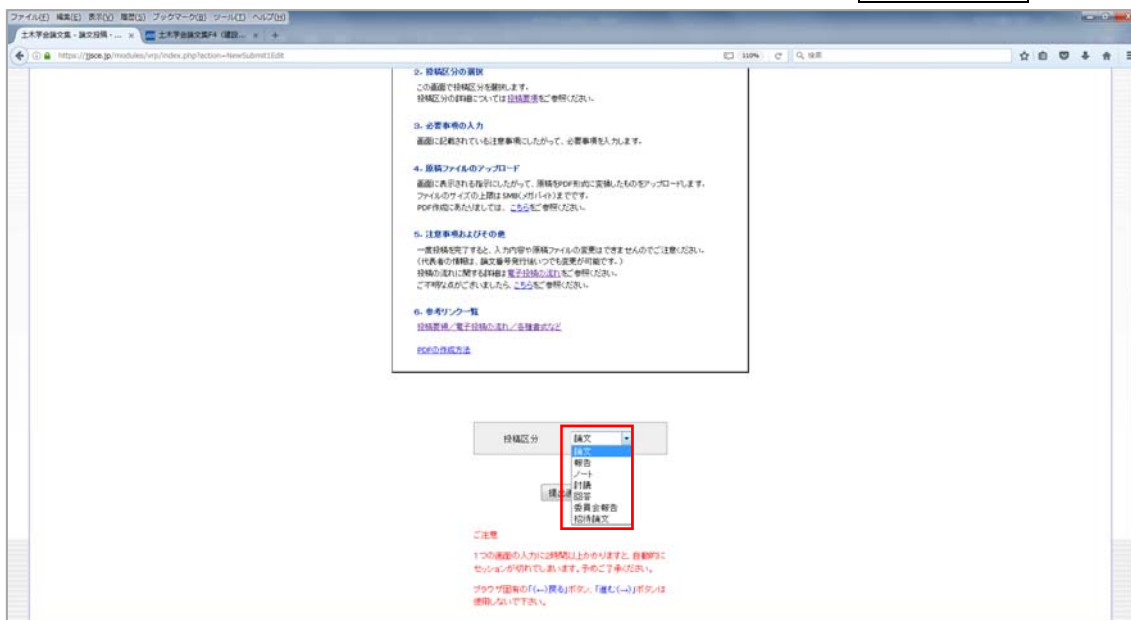 ファイル(F) 編集(E) 表示(V) 履歴(S) ブックマーク(B) ツール(T) ヘルプ(H)
土木学会論文集 - 論文投稿 - ... × 土木学会論文集F4（建設... × +
https://jjsce.jp/modules/vrp/index.php?action=NewSubmit1Edit 110% 検索
2. 投稿区分の選択
この画面で投稿区分を選択します。
投稿区分の詳細については投稿要項をご参照ください。
3. 必要事項の入力
画面に記載されている注意事項にしたがって、必要事項を入力します。
4. 原稿ファイルのアップロード
画面に表示される指示にしたがって、原稿をPDF形式に変換したものをアップロードします。
ファイルのサイズの上限は5MB(メガバイト)までです。
PDF作成にあたりましては、こちらをご参照ください。
5. 注意事項およびその他
一度投稿を完了すると、入力内容や原稿ファイルの変更はできませんのでご注意ください。
(代表者の情報は、論文番号発行後いつでも変更が可能です。)
投稿の流れに関する詳細は電子投稿の流れをご参照ください。
ご不明な点がございましたら、こちらをご参照ください。
6. 参考リンク一覧
投稿要項／電子投稿の流れ／各種書式など
PDFの作成方法
投稿区分 論文
論文
報告
ノート
討議
回答
委員会報告
招待論文
ご注意
1つの画面の入力に2時間以上かかりますと、自動的に
セッションが切れてしまいます。予めご了承ください。
ブラウザ固有の「(←)戻る」ボタン、「進む(→)」ボタンは
使用しないで下さい。